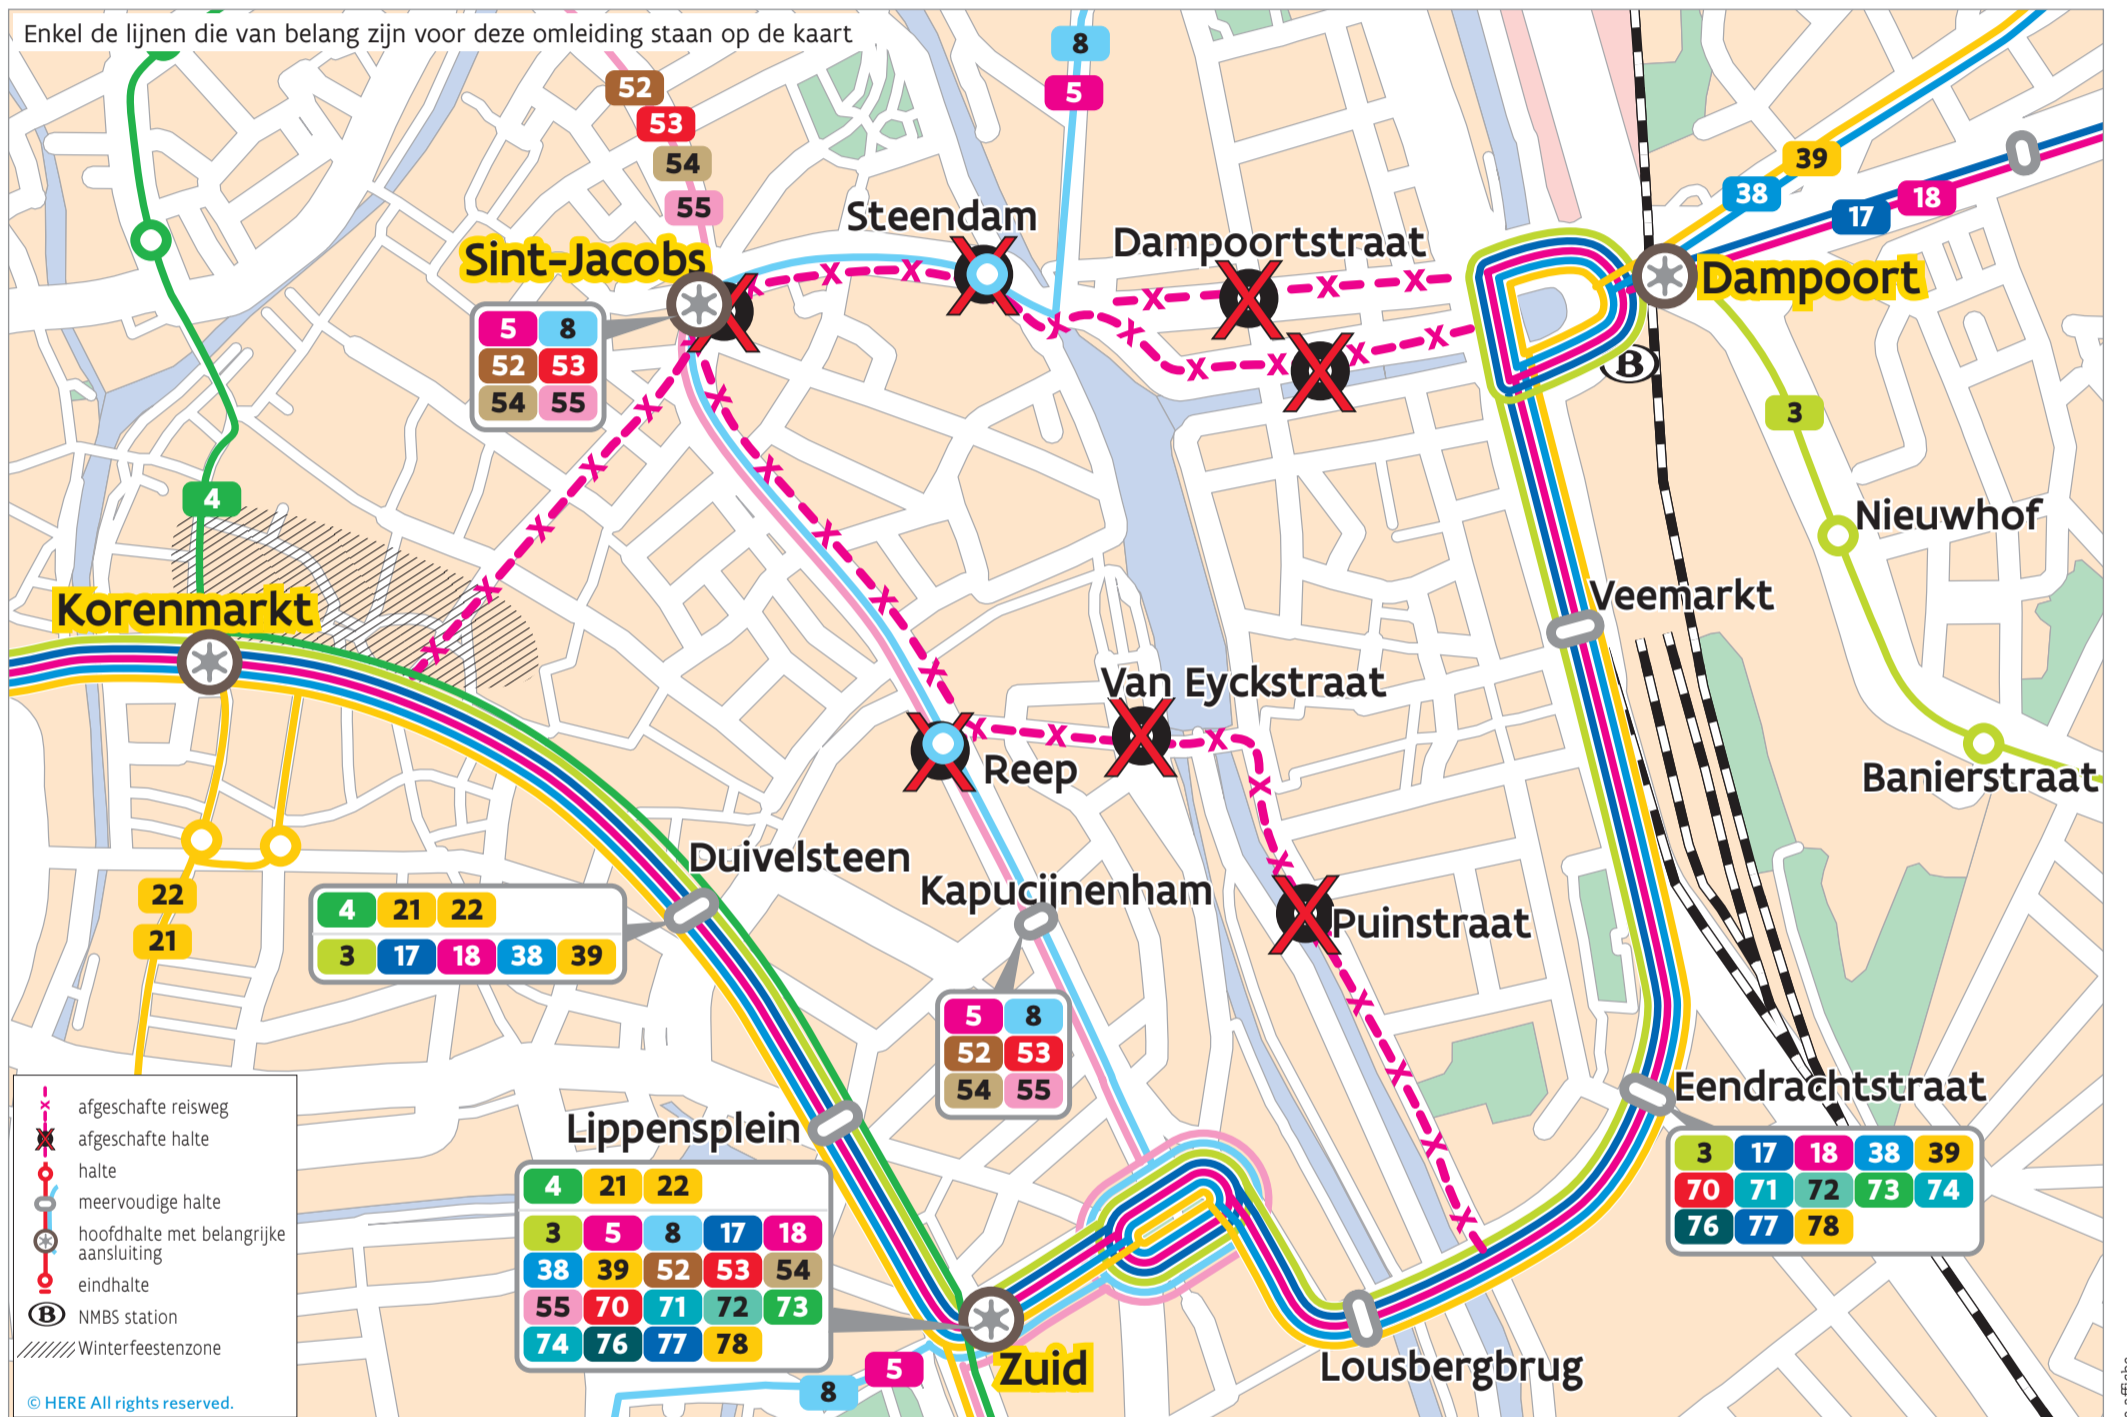 Enkel de lijnen die van belang zijn voor deze omleiding staan op de kaart
8
5
52
53
54
55
39
38
17
18
Steendam
Dampoortstraat
Sint-Jacobs
Dampoort
5 8
52 53
54 55
B
3
4
Nieuwhof
Korenmarkt
Veemarkt
Van Eyckstraat
Reep
Banierstraat
Duivelsteen
Kapucijnenham
Puinstraat
22
21
4 21 22
3 17 18 38 39
5 8
52 53
54 55
Eendrachtstraat
3 17 18 38 39
70 71 72 73 74
76 77 78
Lippensplein
4 21 22
3 5 8 17 18
38 39 52 53 54
55 70 71 72 73
74 76 77 78
Zuid
Lousbergbrug
5
8
afgeschafte reisweg
afgeschafte halte
halte
meervoudige halte
hoofdhalte met belangrijke
aansluiting
eindhalte
B NMBS station
Winterfeestenzone
© HERE All rights reserved.